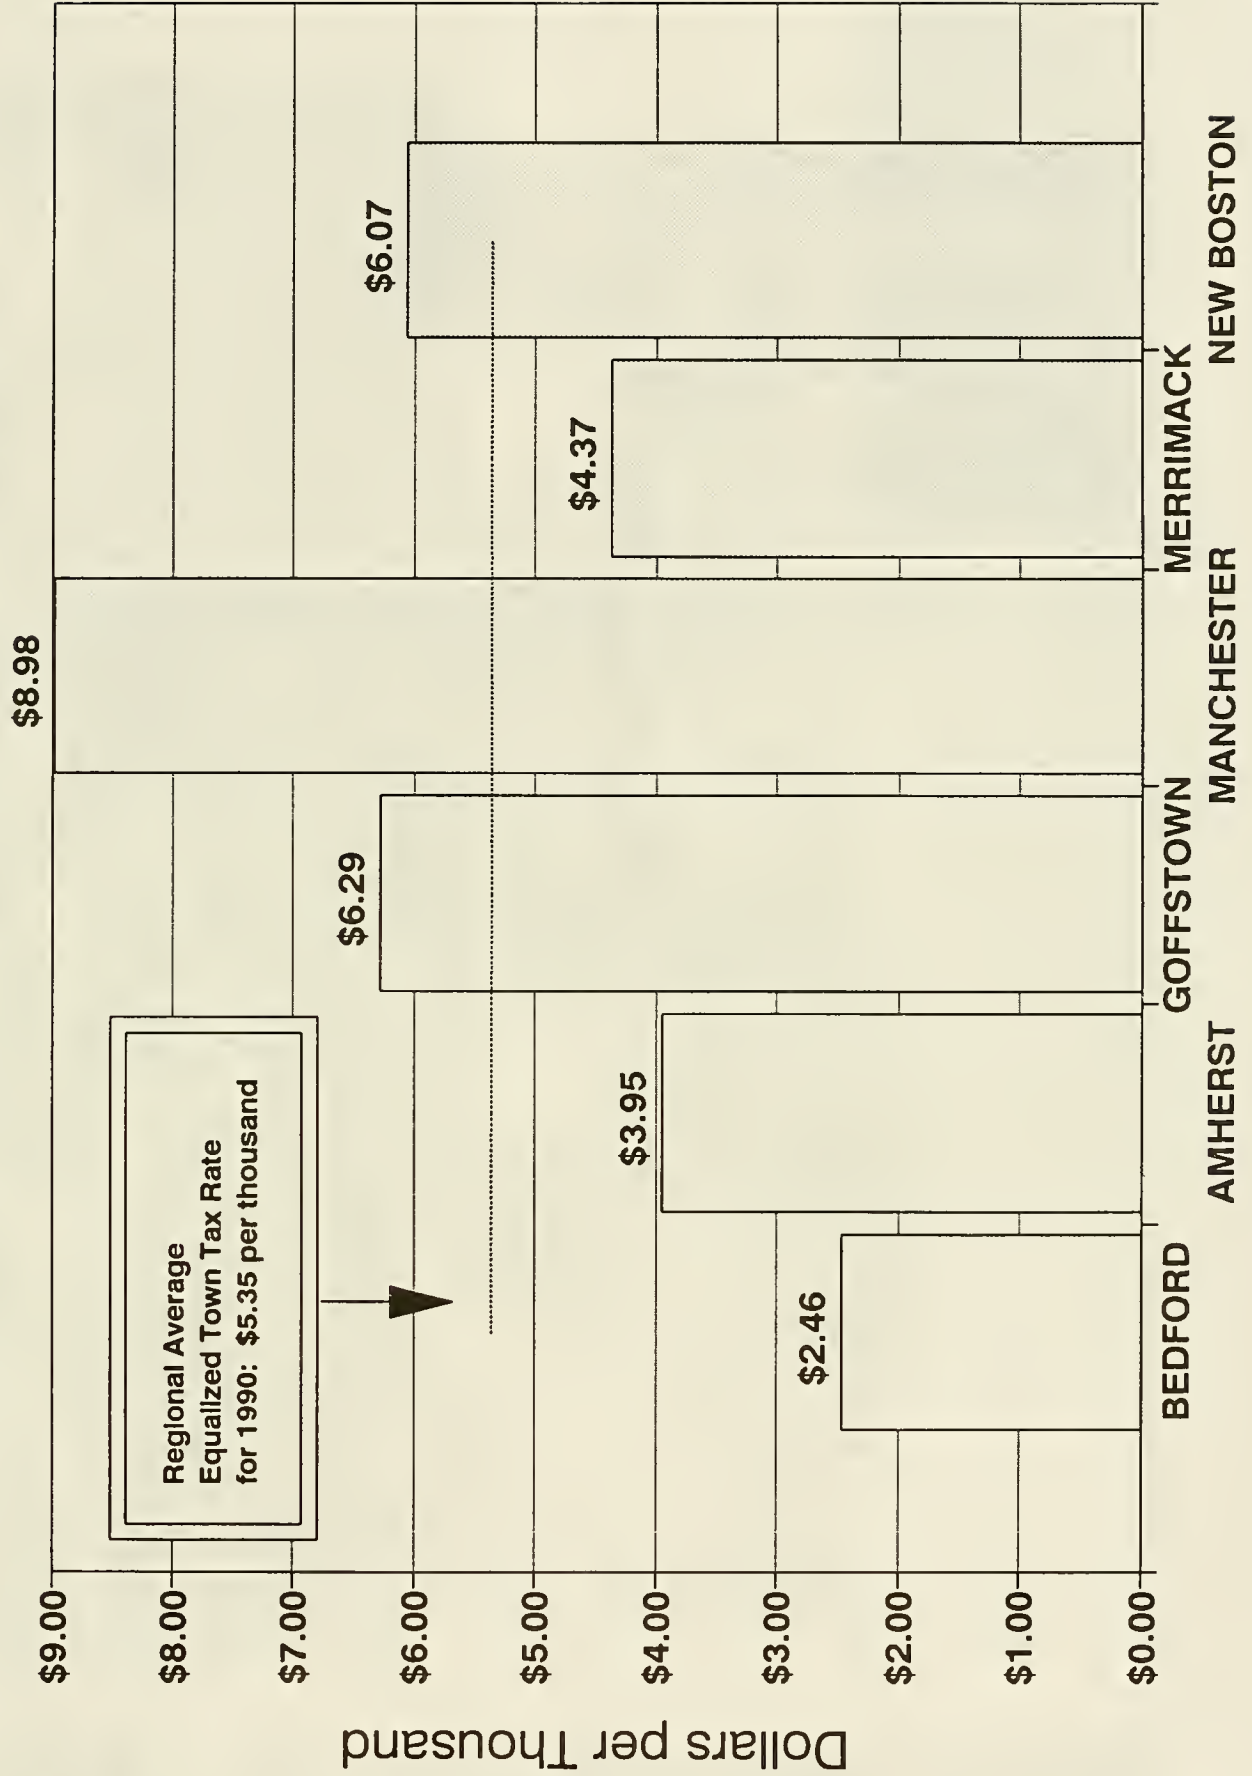 Dollars per Thousand
$9.00
$8.00
$7.00
$6.00
$5.00
$4.00
$3.00
$2.00
$1.00
$0.00
Regional Average
Equalized Town Tax Rate
for 1990: $5.35 per thousand
$2.46
$3.95
$6.29
$8.98
$4.37
$6.07
BEDFORD
AMHERST
GOFFSTOWN
MANCHESTER
MERRIMACK
NEW BOSTON